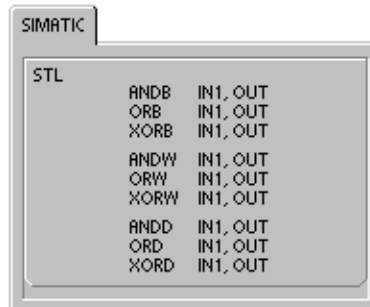 SIMATIC
STL
ANDB IN1, OUT
ORB IN1, OUT
XORB IN1, OUT
ANDW IN1, OUT
ORW IN1, OUT
XORW IN1, OUT
ANDD IN1, OUT
ORD IN1, OUT
XORD IN1, OUT